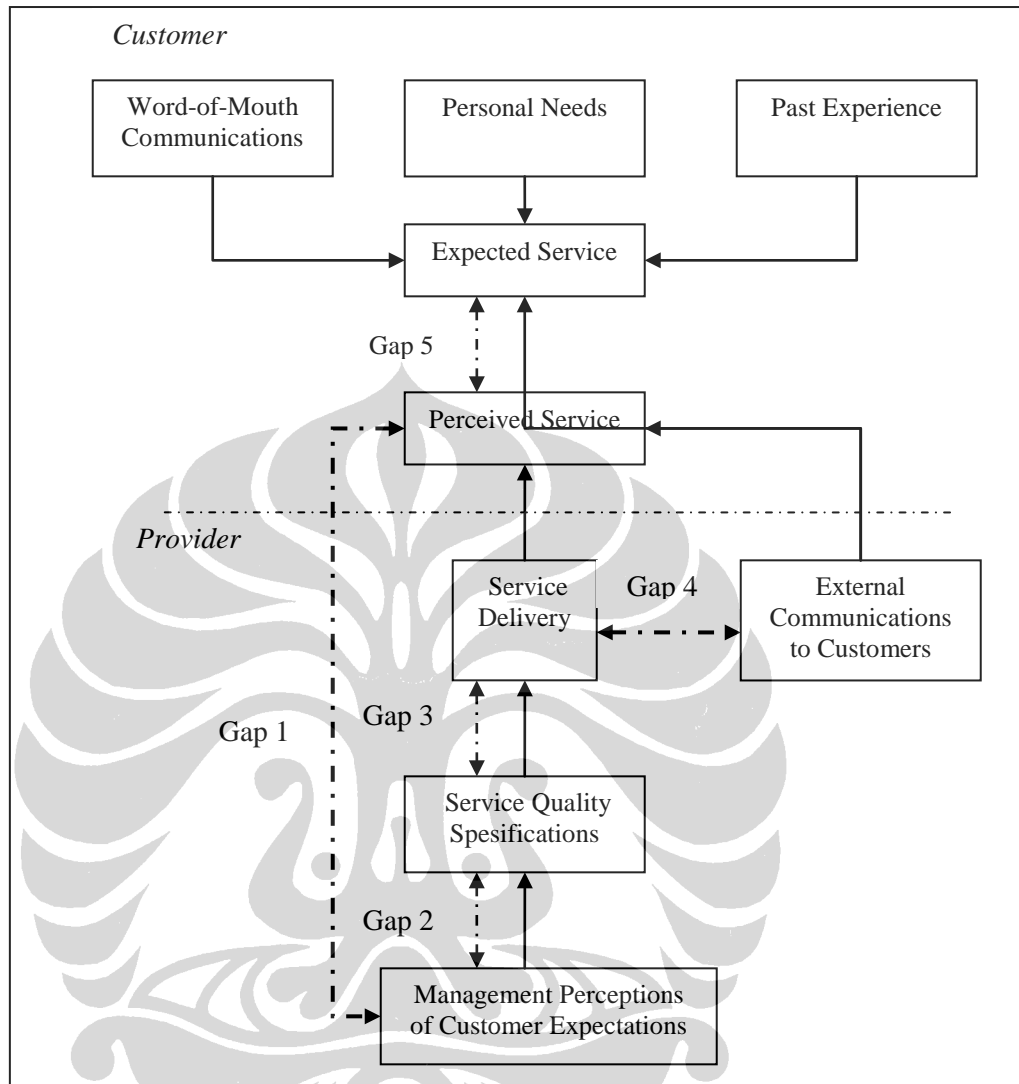 Customer
Word-of-Mouth
Communications
Personal Needs
Past Experience
Expected Service
Gap 5
Perceived Service
Provider
Service
Delivery
Gap 4
External
Communications
to Customers
Gap 1
Gap 3
Service Quality
Spesifications
Gap 2
Management Perceptions
of Customer Expectations